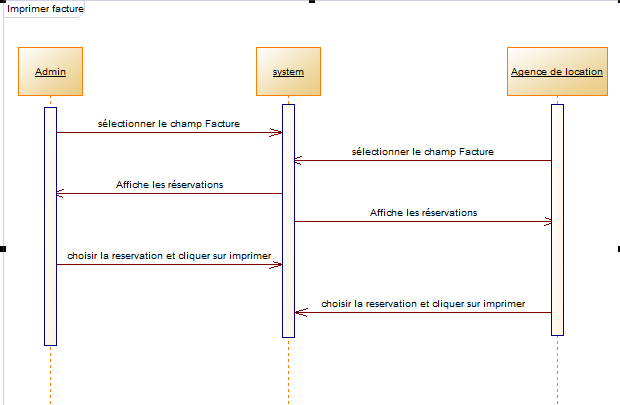 Imprimer facture
Admin
system
Agence de location
sélectionner le champ Facture
sélectionner le champ Facture
Affiche les réservations
Affiche les réservations
choisir la reservation et cliquer sur imprimer
choisir la reservation et cliquer sur imprimer